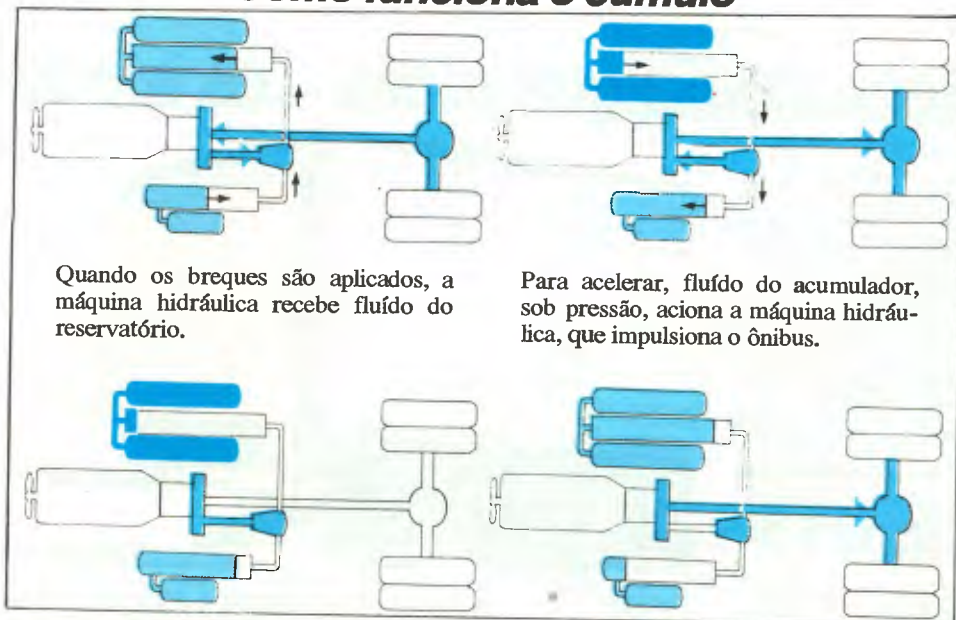 funciona o
Quando os breques são aplicados, a
máquina hidráulica recebe fluído do
reservatório.
Para acelerar, fluído do acumulador,
sob pressão, aciona a máquina hidráu-
lica, que impulsiona o ônibus.